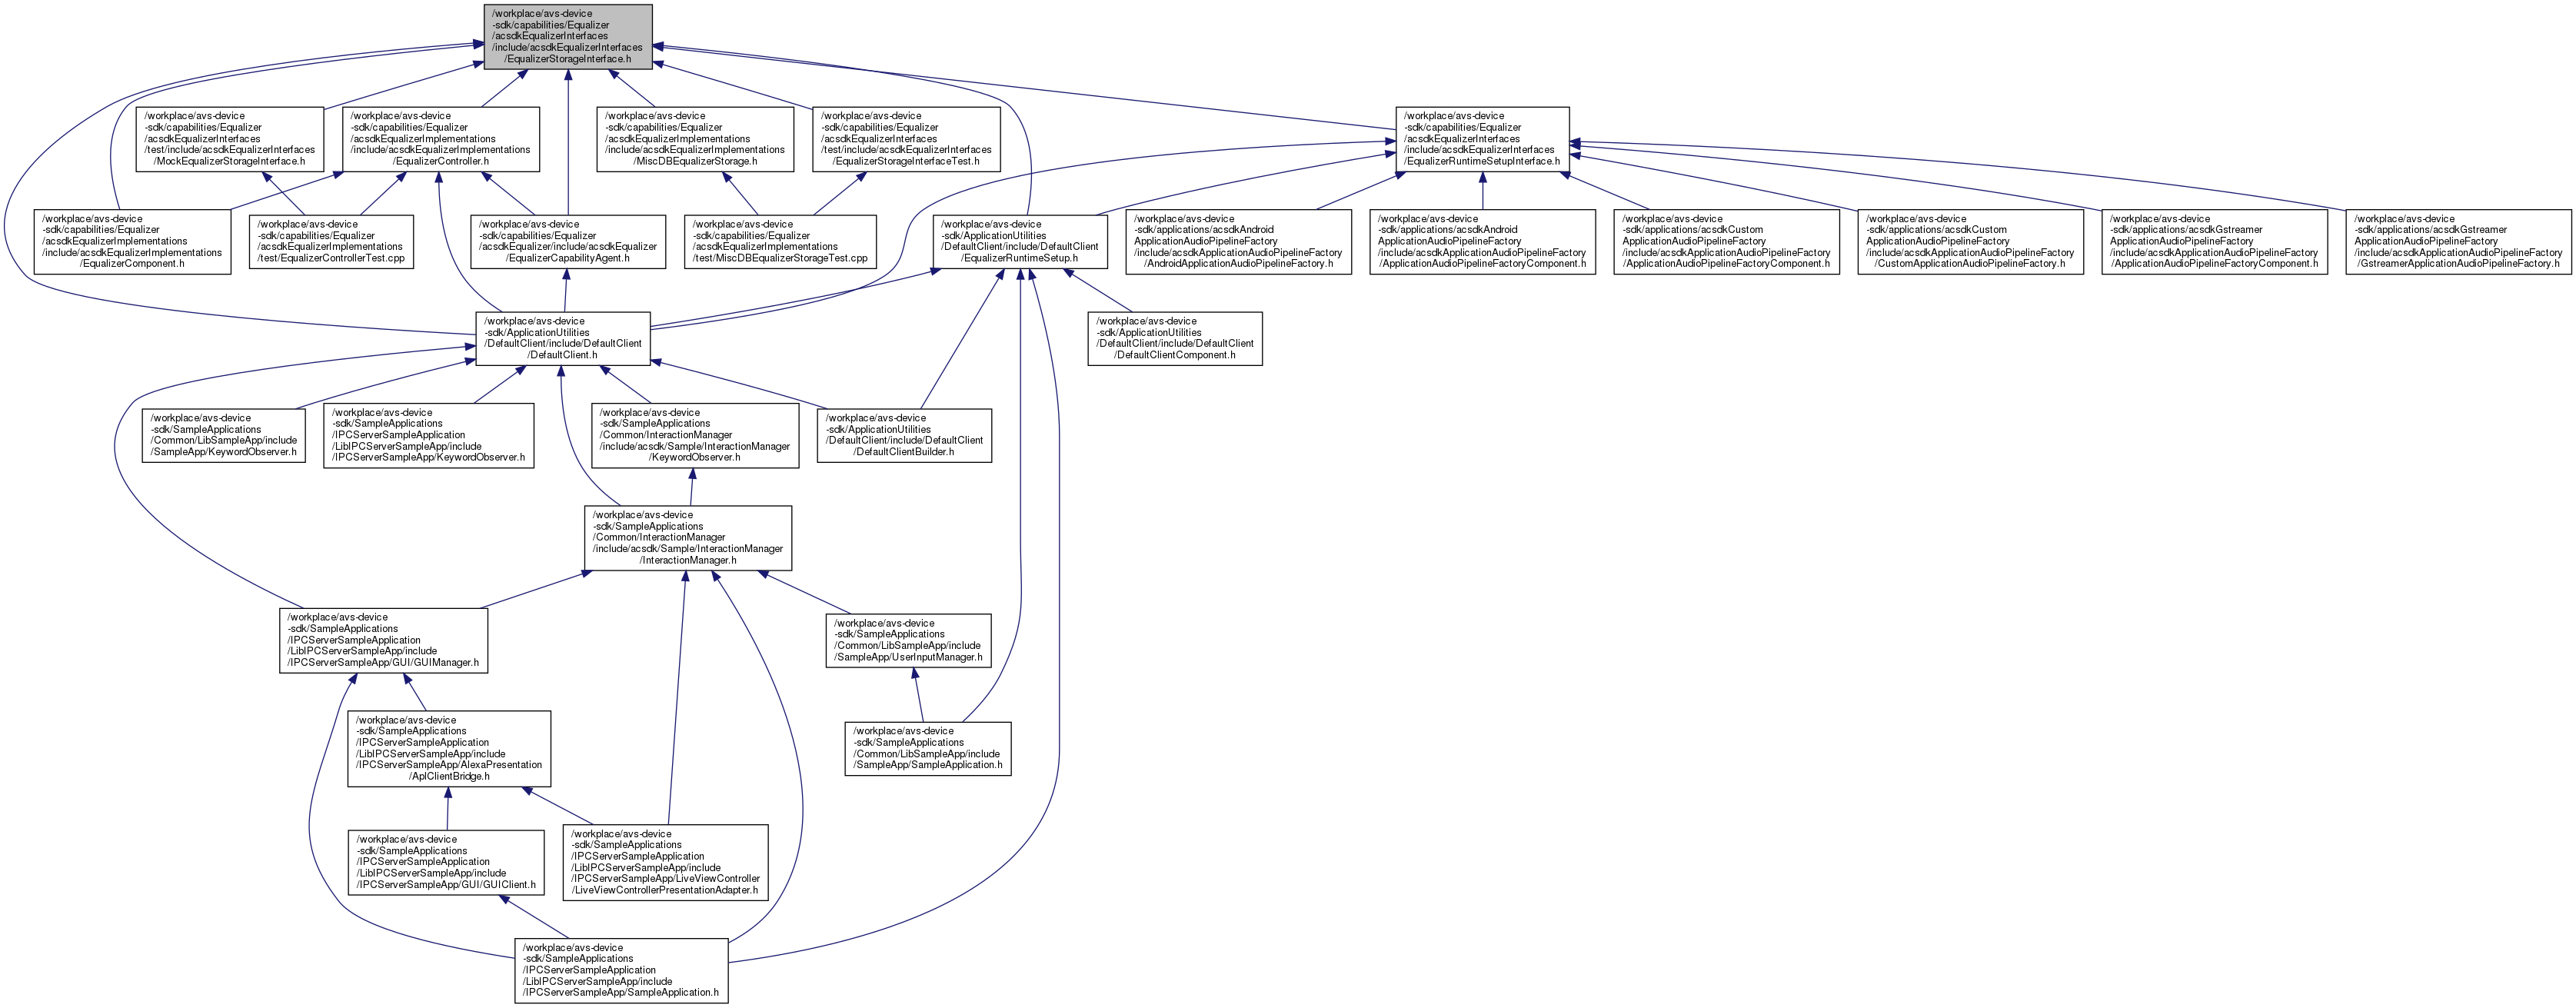 /workplace/avs-device
-sdk/capabilities/Equalizer
/acsdkEqualizerInterfaces
/include/acsdkEqualizerInterfaces
/EqualizerStorageInterface.h
/workplace/avs-device
-sdk/capabilities/Equalizer
/acsdkEqualizerInterfaces
/test/include/acsdkEqualizerInterfaces
/MockEqualizerStorageInterface.h
/workplace/avs-device
-sdk/capabilities/Equalizer
/acsdkEqualizerImplementations
/include/acsdkEqualizerImplementations
/EqualizerController.h
/workplace/avs-device
-sdk/capabilities/Equalizer
/acsdkEqualizerImplementations
/include/acsdkEqualizerImplementations
/MiscDBEqualizerStorage.h
/workplace/avs-device
-sdk/capabilities/Equalizer
/acsdkEqualizerInterfaces
/test/include/acsdkEqualizerInterfaces
/EqualizerStorageInterfaceTest.h
/workplace/avs-device
-sdk/capabilities/Equalizer
/acsdkEqualizerInterfaces
/include/acsdkEqualizerInterfaces
/EqualizerRuntimeSetupInterface.h
/workplace/avs-device
-sdk/capabilities/Equalizer
/acsdkEqualizerImplementations
/include/acsdkEqualizerImplementations
/EqualizerComponent.h
/workplace/avs-device
-sdk/capabilities/Equalizer
/acsdkEqualizerImplementations
/test/EqualizerControllerTest.cpp
/workplace/avs-device
-sdk/capabilities/Equalizer
/acsdkEqualizer/include/acsdkEqualizer
/EqualizerCapabilityAgent.h
/workplace/avs-device
-sdk/capabilities/Equalizer
/acsdkEqualizerImplementations
/test/MiscDBEqualizerStorageTest.cpp
/workplace/avs-device
-sdk/ApplicationUtilities
/DefaultClient/include/DefaultClient
/EqualizerRuntimeSetup.h
/workplace/avs-device
-sdk/applications/acsdkAndroid
ApplicationAudioPipelineFactory
/include/acsdkApplicationAudioPipelineFactory
/AndroidApplicationAudioPipelineFactory.h
/workplace/avs-device
-sdk/applications/acsdkAndroid
ApplicationAudioPipelineFactory
/include/acsdkApplicationAudioPipelineFactory
/ApplicationAudioPipelineFactoryComponent.h
/workplace/avs-device
-sdk/applications/acsdkCustom
ApplicationAudioPipelineFactory
/include/acsdkApplicationAudioPipelineFactory
/ApplicationAudioPipelineFactoryComponent.h
/workplace/avs-device
-sdk/applications/acsdkCustom
ApplicationAudioPipelineFactory
/include/acsdkApplicationAudioPipelineFactory
/CustomApplicationAudioPipelineFactory.h
/workplace/avs-device
-sdk/applications/acsdkGstreamer
ApplicationAudioPipelineFactory
/include/acsdkApplicationAudioPipelineFactory
/ApplicationAudioPipelineFactoryComponent.h
/workplace/avs-device
-sdk/applications/acsdkGstreamer
ApplicationAudioPipelineFactory
/include/acsdkApplicationAudioPipelineFactory
/GstreamerApplicationAudioPipelineFactory.h
/workplace/avs-device
-sdk/ApplicationUtilities
/DefaultClient/include/DefaultClient
/DefaultClient.h
/workplace/avs-device
-sdk/ApplicationUtilities
/DefaultClient/include/DefaultClient
/DefaultClientComponent.h
/workplace/avs-device
-sdk/SampleApplications
/Common/LibSampleApp/include
/SampleApp/KeywordObserver.h
/workplace/avs-device
-sdk/SampleApplications
/IPCServerSampleApplication
/LibIPCServerSampleApp/include
/IPCServerSampleApp/KeywordObserver.h
/workplace/avs-device
-sdk/SampleApplications
/Common/InteractionManager
/include/acsdk/Sample/InteractionManager
/KeywordObserver.h
/workplace/avs-device
-sdk/ApplicationUtilities
/DefaultClient/include/DefaultClient
/DefaultClientBuilder.h
/workplace/avs-device
-sdk/SampleApplications
/Common/InteractionManager
/include/acsdk/Sample/InteractionManager
/InteractionManager.h
/workplace/avs-device
-sdk/SampleApplications
/IPCServerSampleApplication
/LibIPCServerSampleApp/include
/IPCServerSampleApp/GUI/GUIManager.h
/workplace/avs-device
-sdk/SampleApplications
/Common/LibSampleApp/include
/SampleApp/UserInputManager.h
/workplace/avs-device
-sdk/SampleApplications
/IPCServerSampleApplication
/LibIPCServerSampleApp/include
/IPCServerSampleApp/AlexaPresentation
/AplClientBridge.h
/workplace/avs-device
-sdk/SampleApplications
/Common/LibSampleApp/include
/SampleApp/SampleApplication.h
/workplace/avs-device
-sdk/SampleApplications
/IPCServerSampleApplication
/LibIPCServerSampleApp/include
/IPCServerSampleApp/GUI/GUIClient.h
/workplace/avs-device
-sdk/SampleApplications
/IPCServerSampleApplication
/LibIPCServerSampleApp/include
/IPCServerSampleApp/LiveViewController
/LiveViewControllerPresentationAdapter.h
/workplace/avs-device
-sdk/SampleApplications
/IPCServerSampleApplication
/LibIPCServerSampleApp/include
/IPCServerSampleApp/SampleApplication.h